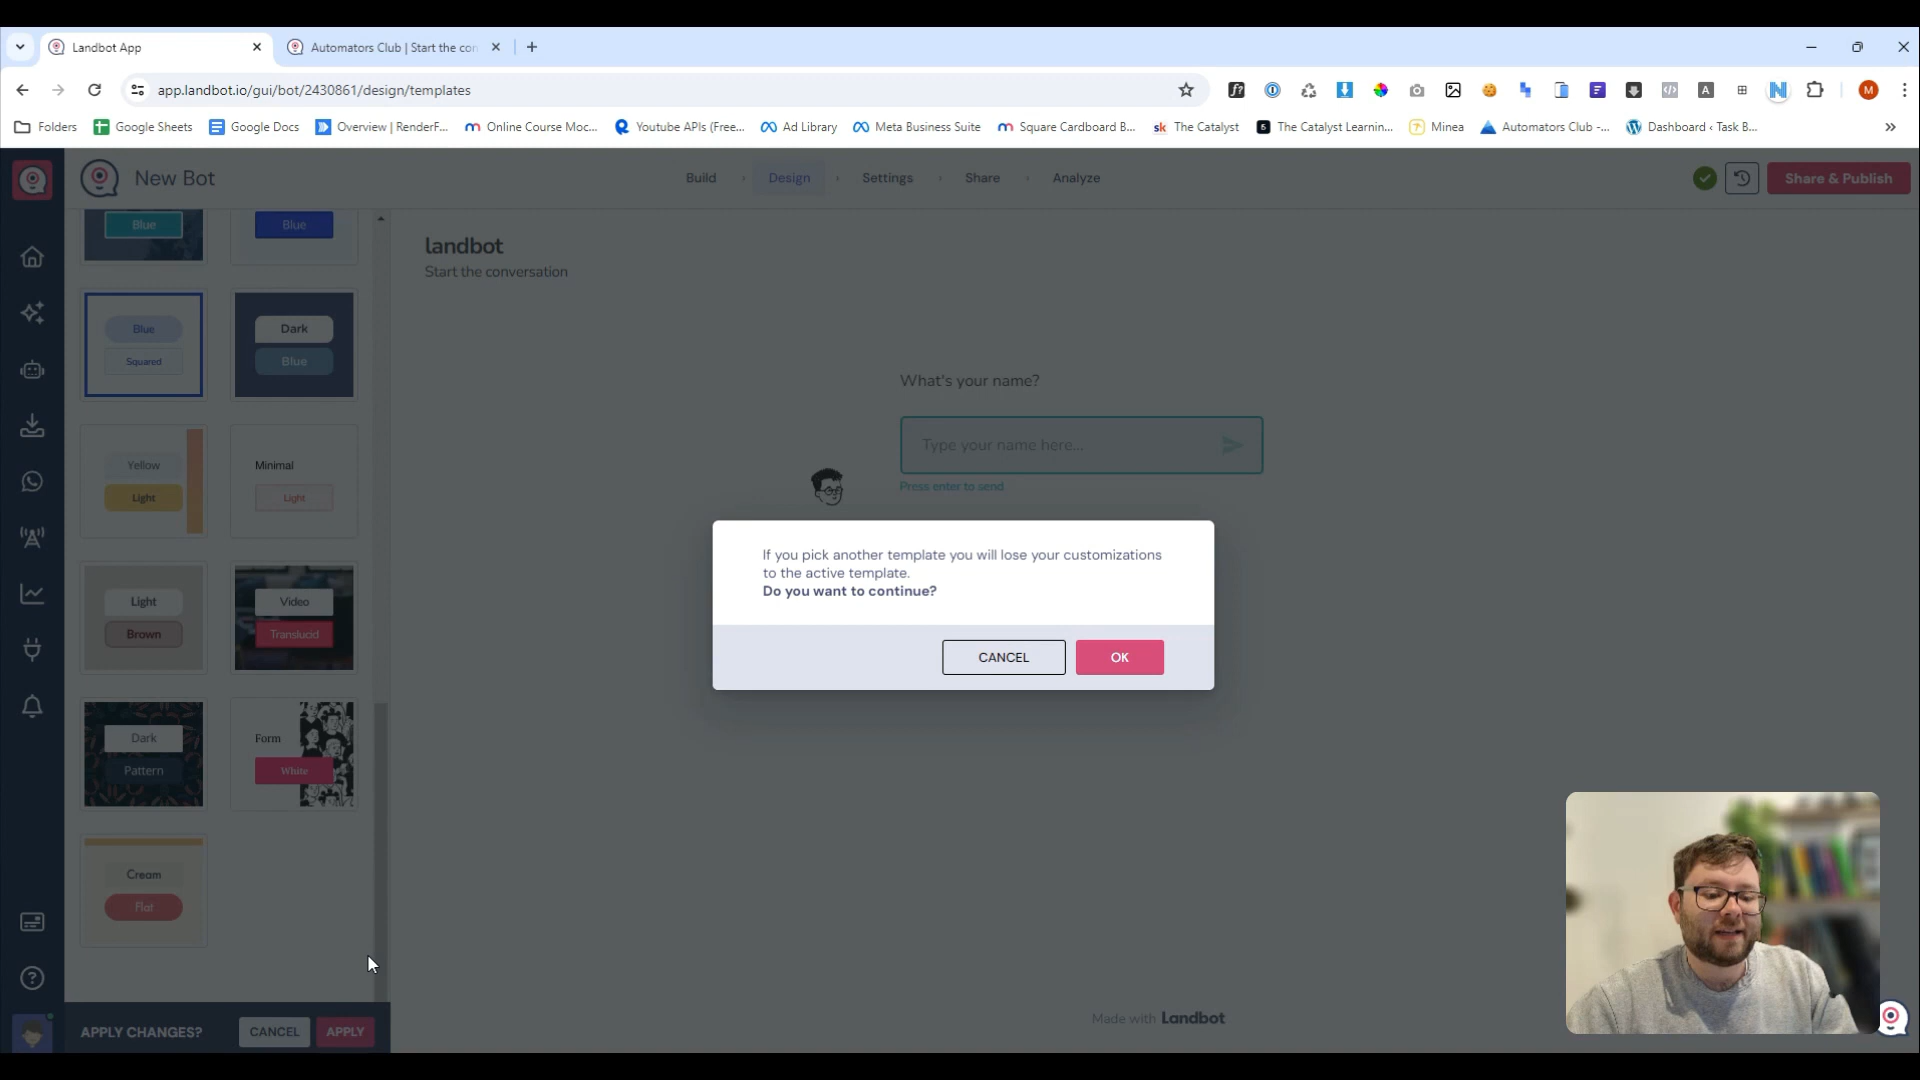 Landbot App
Automators Club | Start the con
app.landbot.io/gui/bot/2430861/design/templates
M
Folders
Google Sheets
Google Docs
Overview | RenderF...
Online Course Moc...
Youtube APIs (Free...
Ad Library
Meta Business Suite
Square Cardboard B...
sk
The Catalyst
The Catalyst Learnin...
Minea
Automators Club -...
Dashboard ‹ Task B...
New Bot
Build
Design
Settings
Share
Analyze
Share & Publish
Blue
Blue
landbot
Start the conversation
Blue
Squared
Dark
Blue
What's your name?
Type your name here...
Press enter to send
Yellow
Light
Minimal
Light
If you pick another template you will lose your customizations
to the active template.
Do you want to continue?
CANCEL
OK
Light
Brown
Video
Translucid
Dark
Pattern
Form
White
Cream
Flat
APPLY CHANGES?
CANCEL
APPLY
Made with Landbot